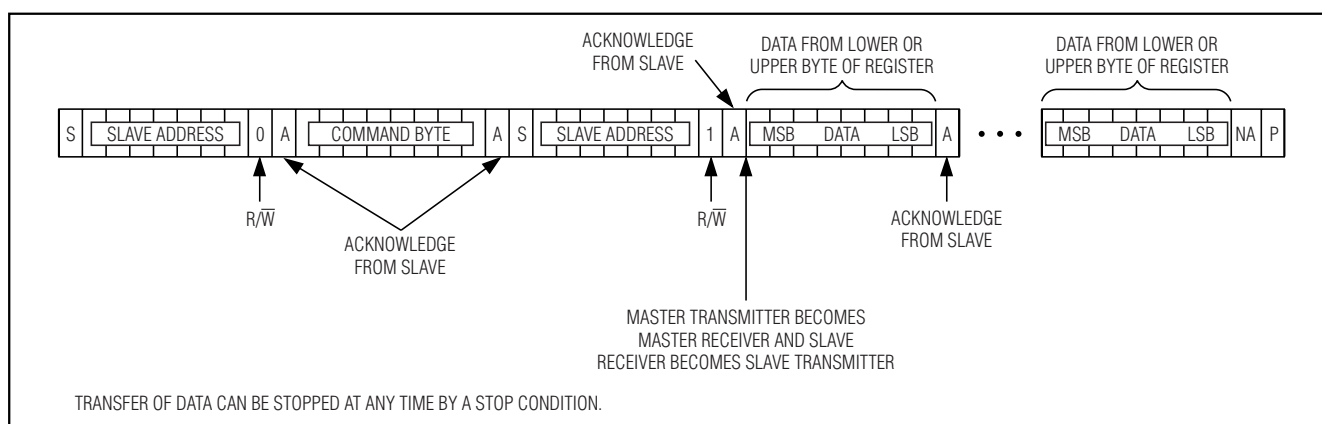 ACKNOWLEDGE
FROM SLAVE
DATA FROM LOWER OR
UPPER BYTE OF REGISTER
DATA FROM LOWER OR
UPPER BYTE OF REGISTER
S SLAVE ADDRESS 0 A COMMAND BYTE A S SLAVE ADDRESS 1 A MSB DATA LSB A • • • MSB DATA LSB NA P
R/W̅
ACKNOWLEDGE
FROM SLAVE
R/W̅
ACKNOWLEDGE
FROM SLAVE
MASTER TRANSMITTER BECOMES
MASTER RECEIVER AND SLAVE
RECEIVER BECOMES SLAVE TRANSMITTER
TRANSFER OF DATA CAN BE STOPPED AT ANY TIME BY A STOP CONDITION.